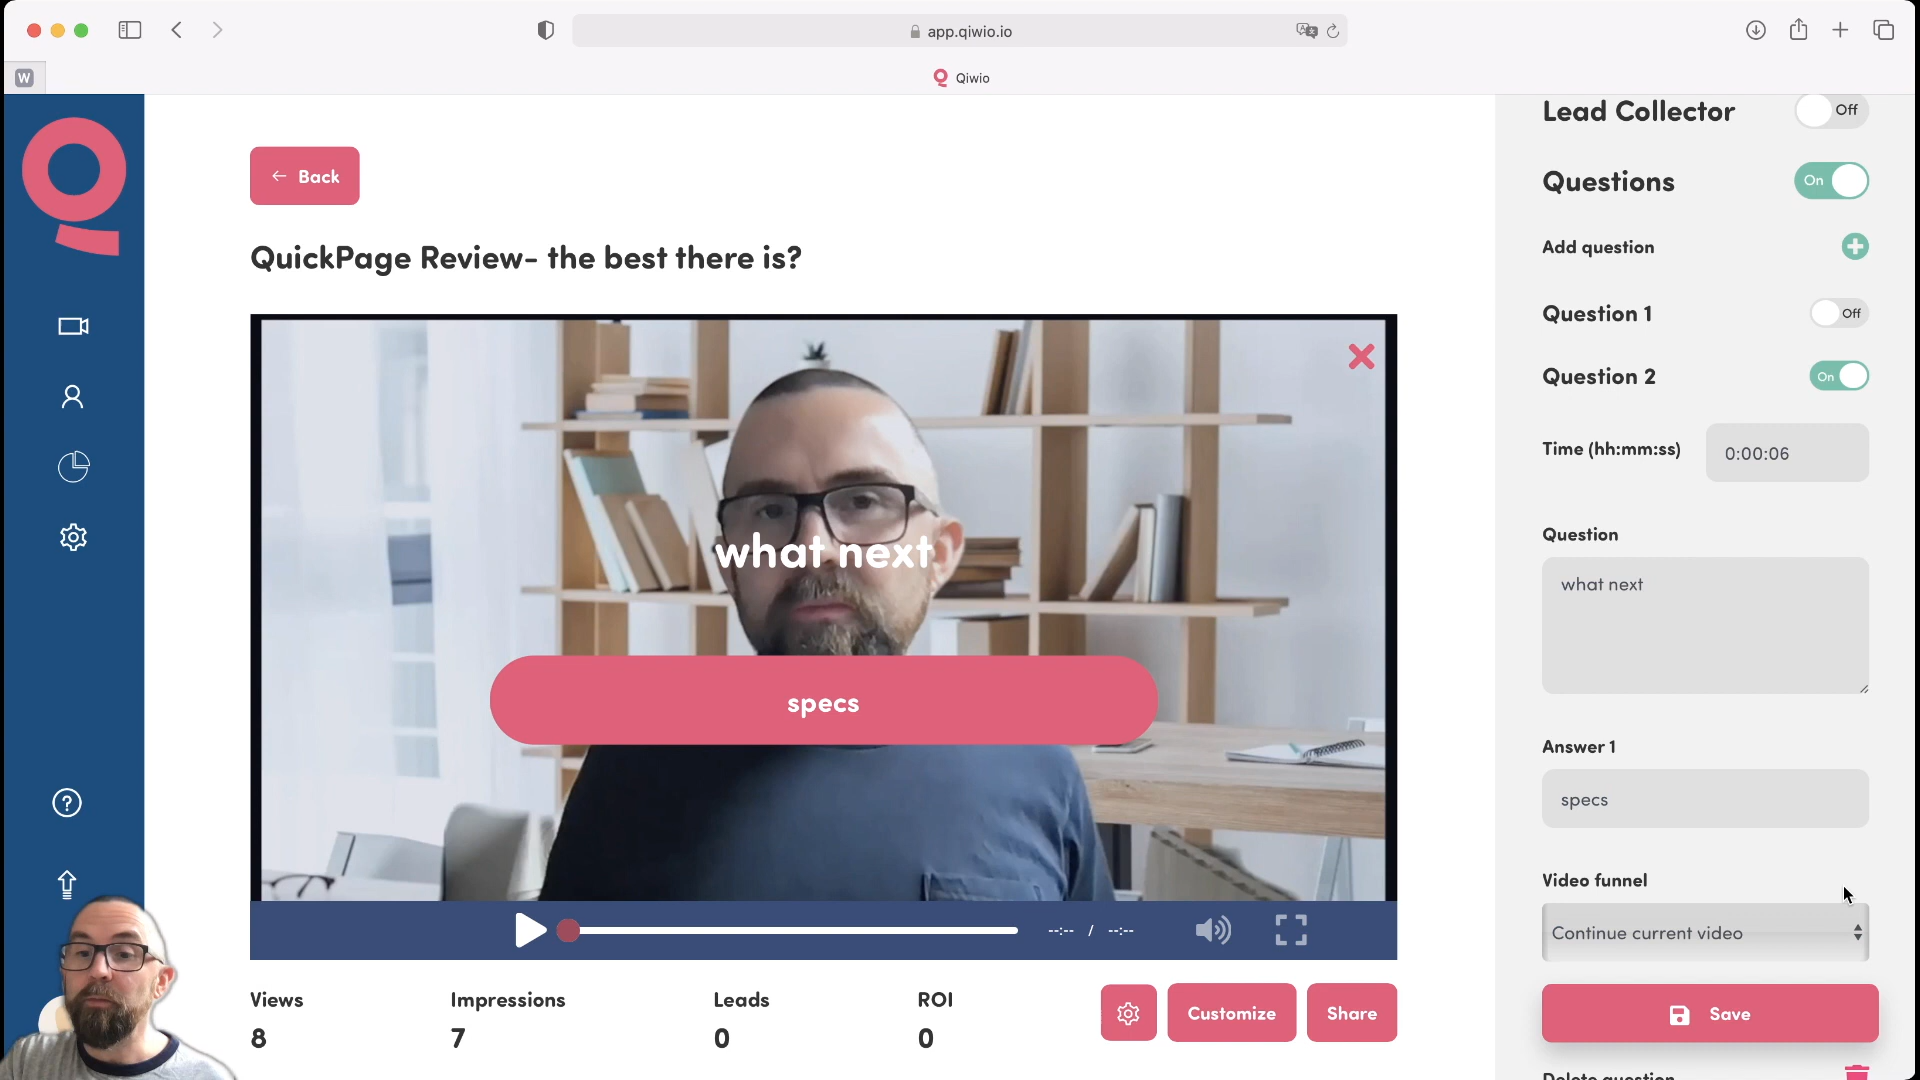 app.qiwio.io
W
Qiwio
Lead Collector
Off
← Back
Questions
On
QuickPage Review- the best there is?
Add question
Question 1
Off
Question 2
On
Time (hh:mm:ss)
0:00:06
Question
what next
what next
specs
Answer 1
specs
Video funnel
Continue current video
--:-- / --:--
Views
Impressions
Leads
ROI
8
7
0
0
Customize
Share
Save
Delete question